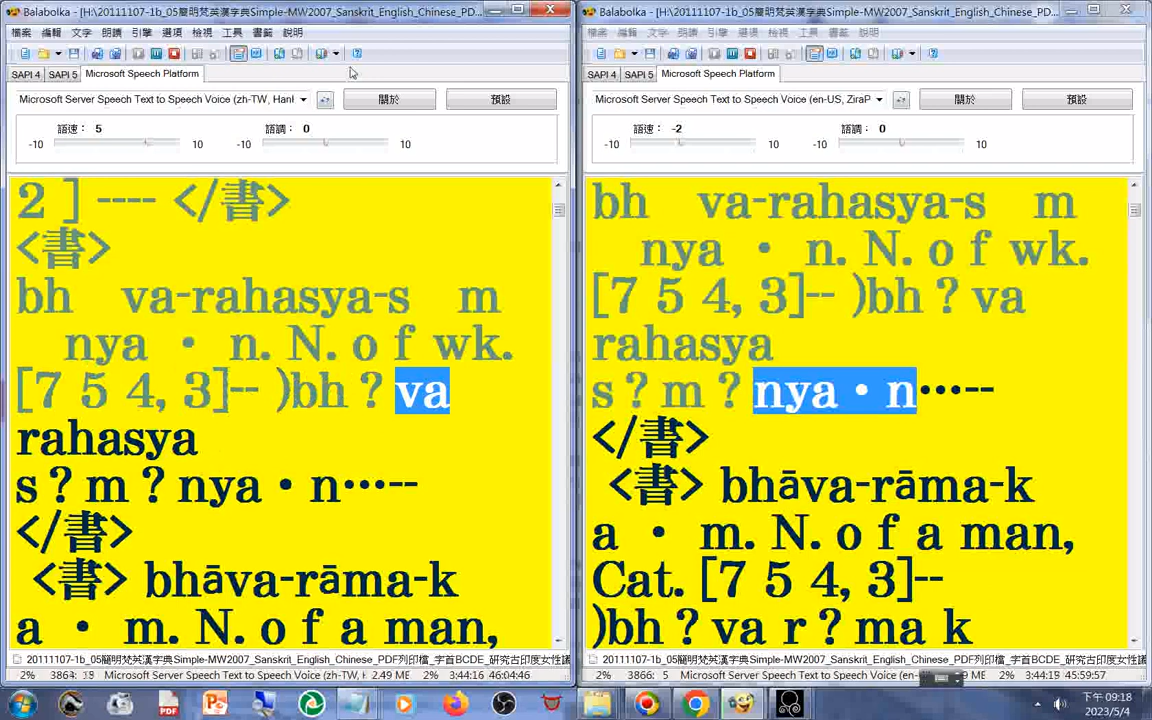 Balabolka - [H:\20111107-1b_05簡明梵英漢字典Simple-MW2007_Sanskrit_English_Chinese_PD...
檔案 編輯 文字 朗讀 引擎 選項 檢視 工具 書籤 說明
SAPI 4 SAPI 5 Microsoft Speech Platform
Microsoft Server Speech Text to Speech Voice (zh-TW, Hanl 關於 預設
語速： 5 語調： 0
-10 10 -10 10
2 ] ---- </書>
<書>
bh va-rahasya-s m
nya • n. N. o f wk.
[7 5 4, 3]-- )bh ? va
rahasya
s ? m ? nya • n…--
</書>
<書> bhāva-rāma-k
a • m. N. o f a man,
20111107-1b_05簡明梵英漢字典Simple-MW2007_Sanskrit_English_Chinese_PDF列印檔_字首BCDE_研究古印度女性議
2% 3864: 18 Microsoft Server Speech Text to Speech Voice (zh-TW, H 2.49 MB 2% 3:44:16 46:04:46
Balabolka - [H:\20111107-1b_05簡明梵英漢字典Simple-MW2007_Sanskrit_English_Chinese_PD...
檔案 編輯 文字 朗讀 引擎 選項 檢視 工具 書籤 說明
SAPI 4 SAPI 5 Microsoft Speech Platform
Microsoft Server Speech Text to Speech Voice (en-US, ZiraP 關於 預設
語速： -2 語調： 0
-10 10 -10 10
bh va-rahasya-s m
nya • n. N. o f wk.
[7 5 4, 3]-- )bh ? va
rahasya
s ? m ? nya • n…--
</書>
<書> bhāva-rāma-k
a • m. N. o f a man,
Cat. [7 5 4, 3]--
)bh ? va r ? ma k
20111107-1b_05簡明梵英漢字典Simple-MW2007_Sanskrit_English_Chinese_PDF列印檔_字首BCDE_研究古印度女性議
2% 3866: 5 Microsoft Server Speech Text to Speech Voice (en- MB 2% 3:44:19 45:59:57
下午 09:18
2023/5/4